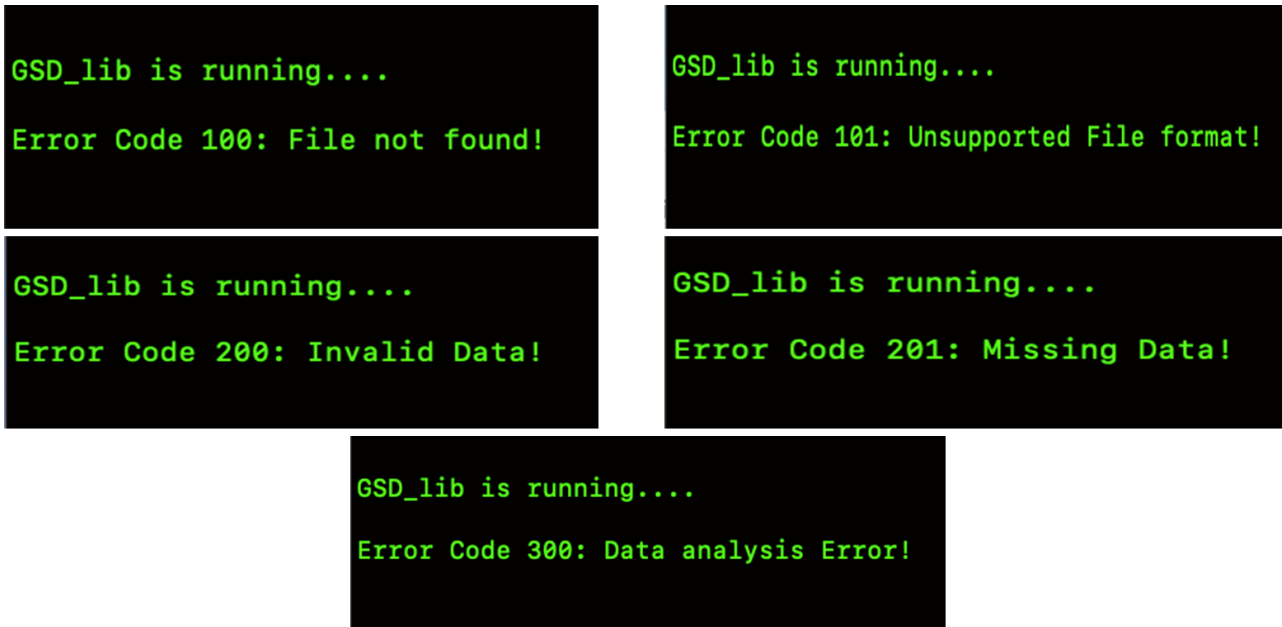 GSD_lib is running....
Error Code 100: File not found!
GSD_lib is running....
Error Code 101: Unsupported File format!
GSD_lib is running....
Error Code 200: Invalid Data!
GSD_lib is running....
Error Code 201: Missing Data!
GSD_lib is running....
Error Code 300: Data analysis Error!